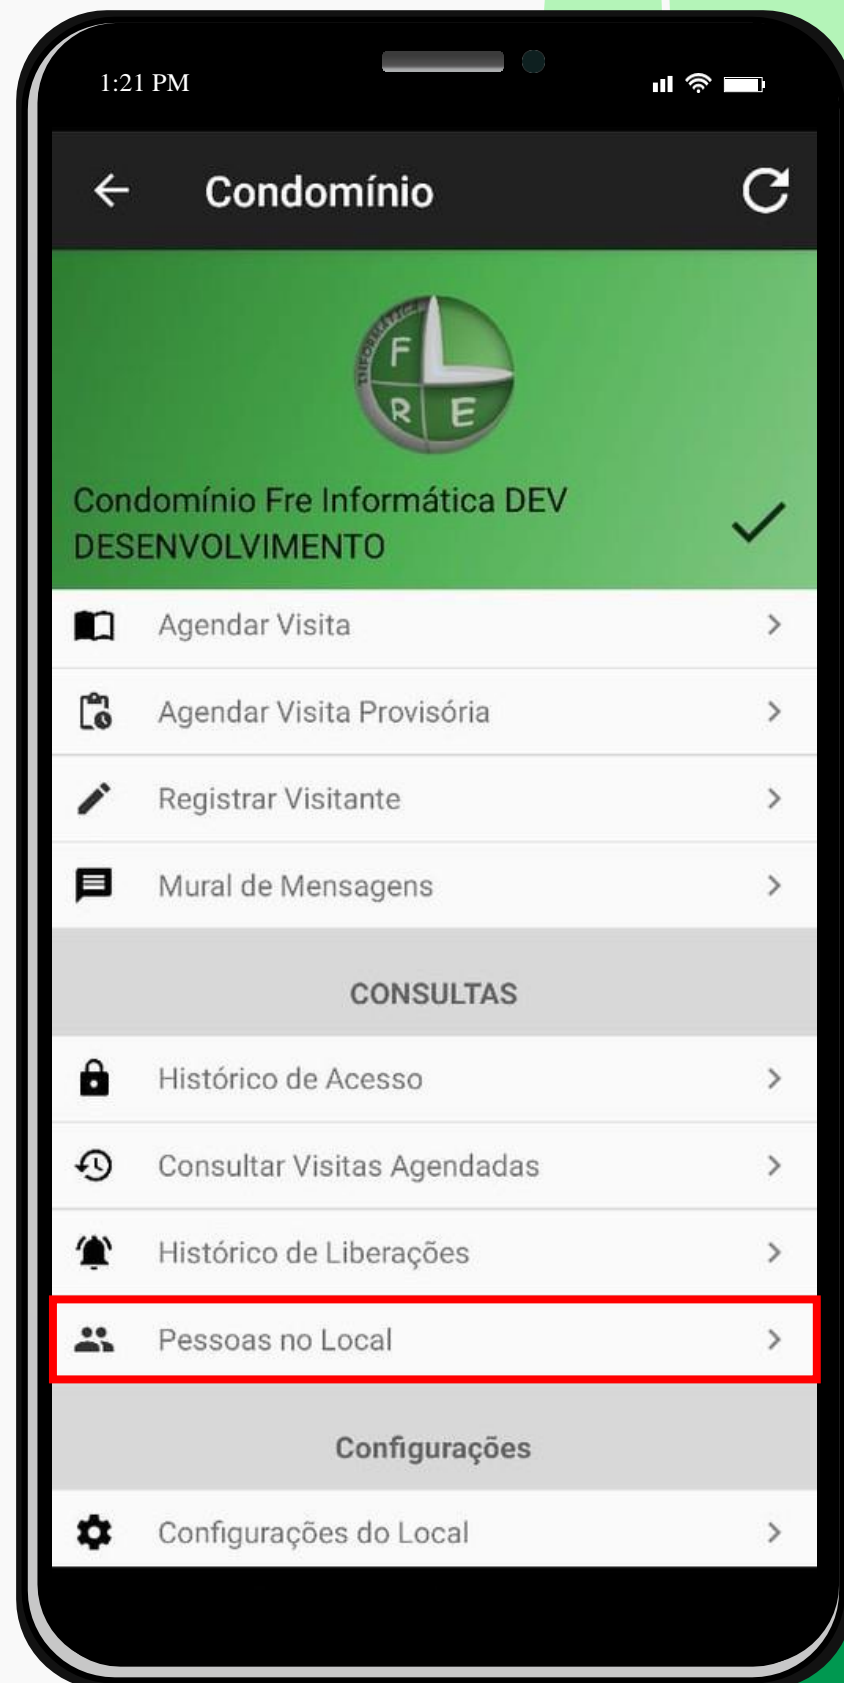 1:21 PM
Condomínio
INFORMÁTICA
F
R E
Condomínio Fre Informática DEV
DESENVOLVIMENTO
Agendar Visita
Agendar Visita Provisória
Registrar Visitante
Mural de Mensagens
CONSULTAS
Histórico de Acesso
Consultar Visitas Agendadas
Histórico de Liberações
Pessoas no Local
Configurações
Configurações do Local